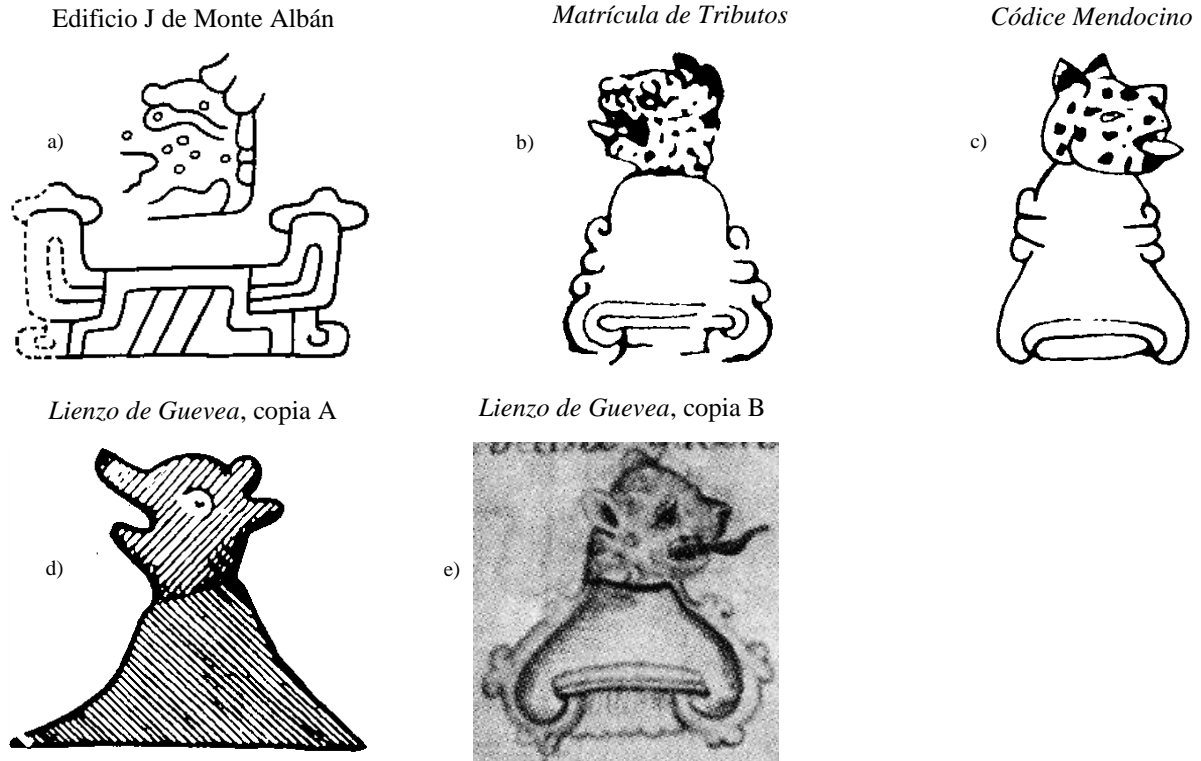 Edificio J de Monte Albán
Matrícula de Tributos
Códice Mendocino
a)
b)
c)
Lienzo de Guevea, copia A
Lienzo de Guevea, copia B
d)
e)